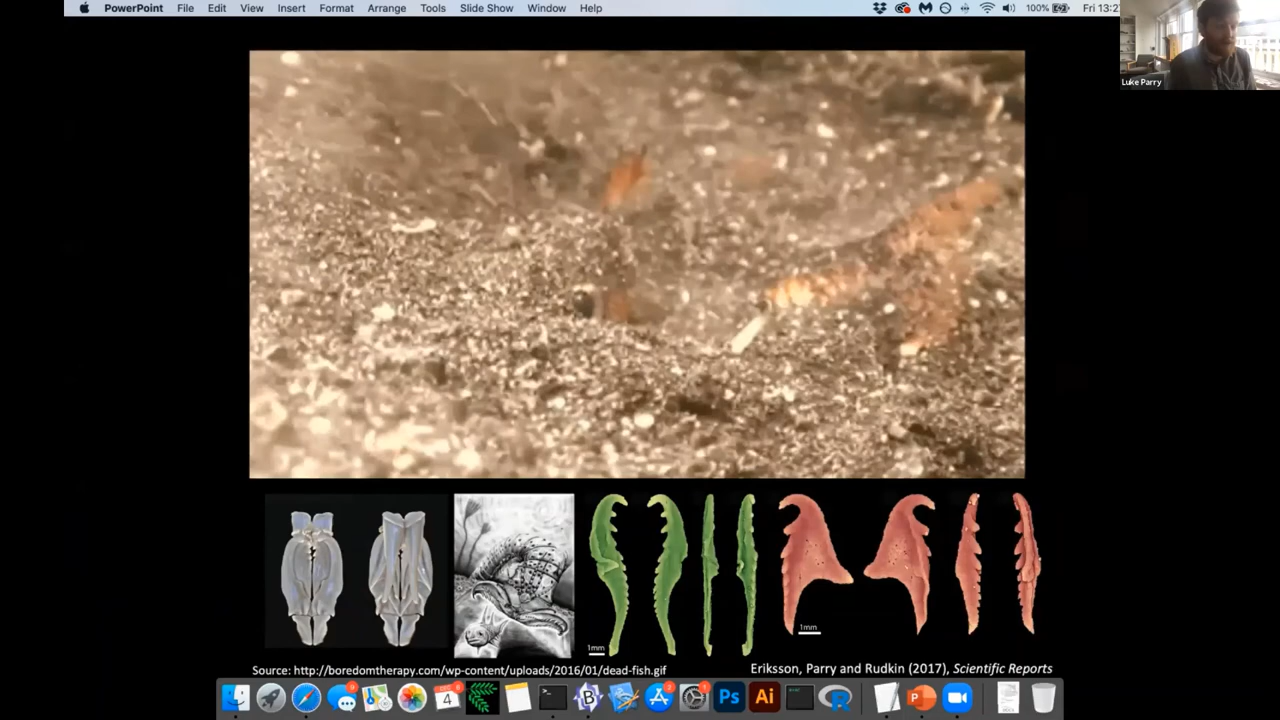 PowerPoint File Edit View Insert Format Arrange Tools Slide Show Window Help 100% Fri 13:2
Luke Parry
1mm
1mm
Source: http://boredomtherapy.com/wp-content/uploads/2016/01/dead-fish.gif
Eriksson, Parry and Rudkin (2017), Scientific Reports
4
Ps
Ai
R
P